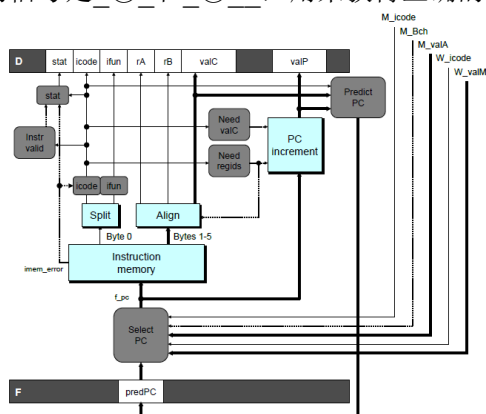 M_icode
M_Bch
M_valA
W_icode
W_valM
D stat icode ifun rA rB valC valP
stat
Predict
PC
Instr
valid
Need
valC
Need
regids
PC
increment
icode ifun
Split
Align
Byte 0
Bytes 1-5
imem_error
Instruction
memory
f_pc
Select
PC
F predPC